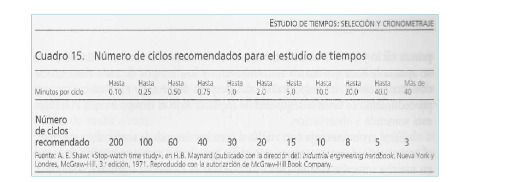 ESTUDIO DE TIEMPOS: SELECCIÓN Y CRONOMETRAJE
Cuadro 15. Número de ciclos recomendados para el estudio de tiempos
Hasta Hasta Hasta Hasta Hasta Hasta Hasta Hasta Hasta Hasta Más de
Minutos por ciclo 0.10 0.25 0.50 0.75 1.0 2.0 5.0 10.0 20.0 40.0 40
Número
de ciclos
recomendado 200 100 60 40 30 20 15 10 8 5 3
Fuente: A. E. Shaw: «Stop-watch time study», en H.B. Maynard (publicado con la dirección de): Industrial engineering handbook, Nueva York y
Londres, McGraw-Hill, 3.ª edición, 1971. Reproducido con la autorización de McGraw-Hill Book Company.